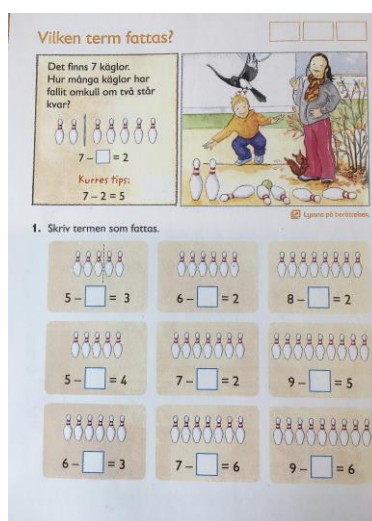 Vilken term fattas?
Det finns 7 käglor.
Hur många käglor har
fallit omkull om två står
kvar?
7 – □ = 2
Kurres tips:
7 – 2 = 5
Lyssna på berättelsen.
1. Skriv termen som fattas.
5 – □ = 3
6 – □ = 2
8 – □ = 2
5 – □ = 4
7 – □ = 2
9 – □ = 5
6 – □ = 3
7 – □ = 6
9 – □ = 6